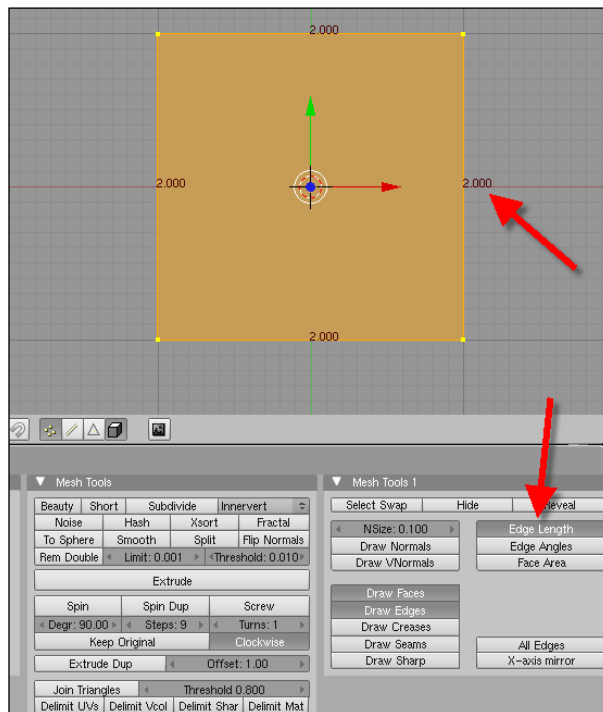 2.000
2.000 2.000
2.000
Mesh Tools
Beauty Short Subdivide Innervert
Noise Hash Xsort Fractal
To Sphere Smooth Split Flip Normals
Rem Double Limit: 0.001 Threshold: 0.010
Extrude
Spin Spin Dup Screw
Degr: 90.00 Steps: 9 Turns: 1
Keep Original Clockwise
Extrude Dup Offset: 1.00
Join Triangles Threshold 0.800
Delimit UVs Delimit Vcol Delimit Shar Delimit Mat
Mesh Tools 1
Select Swap Hide Reveal
NSize: 0.100 Edge Length
Draw Normals Edge Angles
Draw VNormals Face Area
Draw Faces
Draw Edges
Draw Creases
Draw Seams All Edges
Draw Sharp X-axis mirror